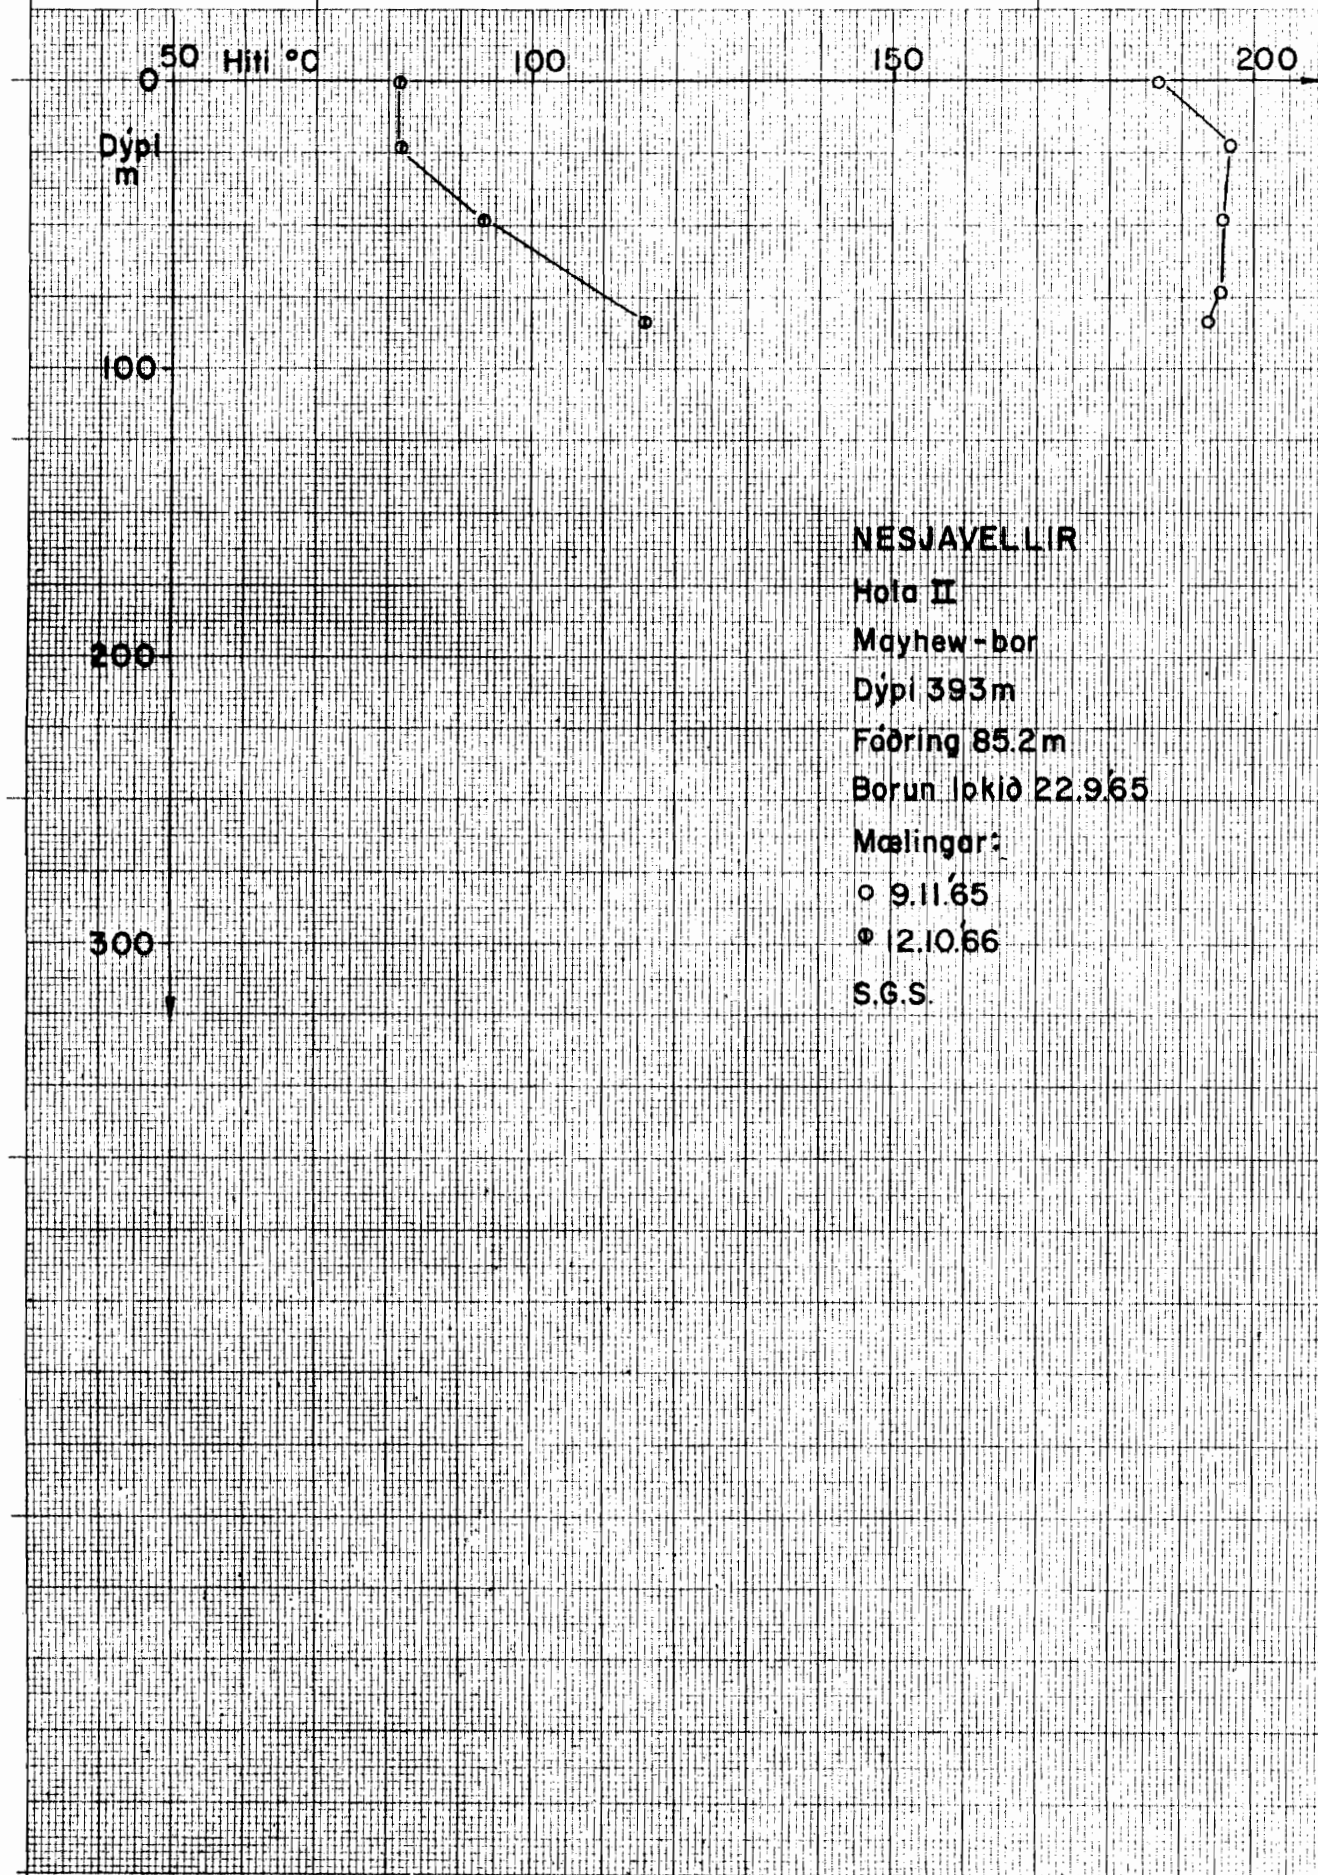 50 Hiti °C 100 150 200
0
Dýpi
m
100
200
300
NESJAVELLIR
Hola II
Mayhew-bor
Dýpi 393m
Fóðring 85.2m
Borun lokið 22.9.'65
Mælingar:
o 9.11.'65
⦶ 12.10.'66
S.G.S.